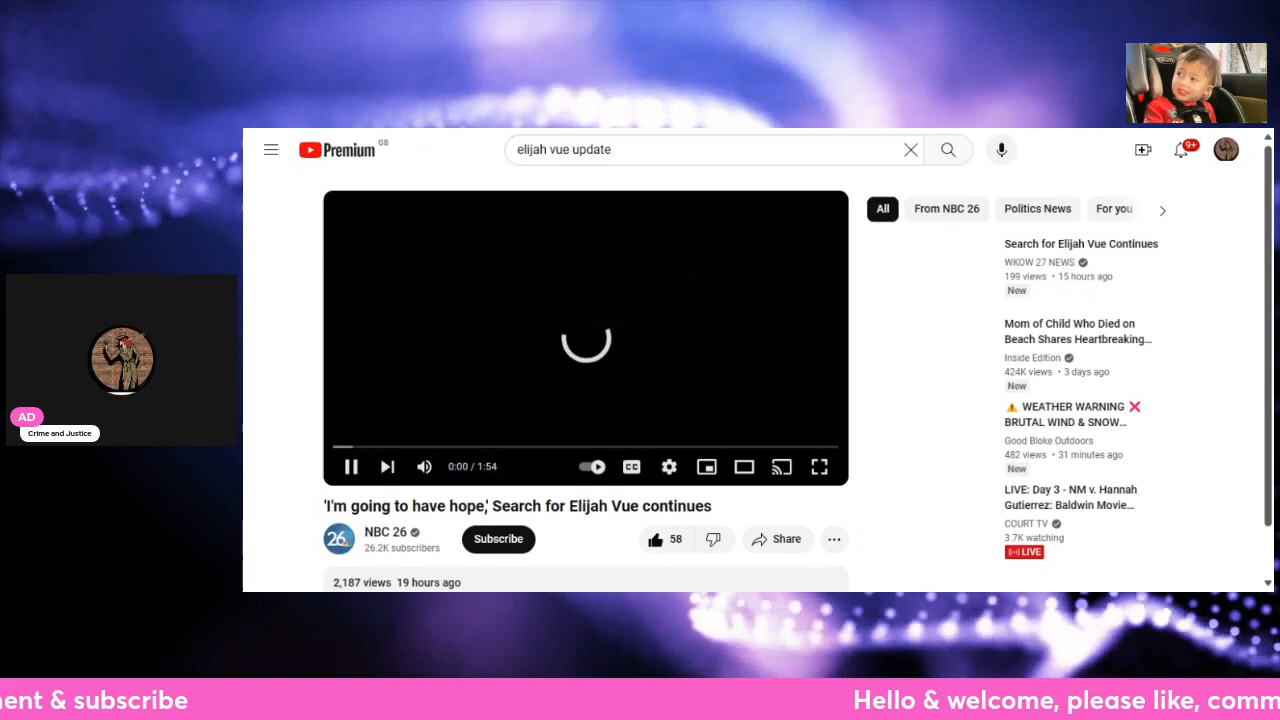 Premium GB
elijah vue update
9+
All
From NBC 26
Politics News
For you
Search for Elijah Vue Continues
WKOW 27 NEWS
199 views • 15 hours ago
New
Mom of Child Who Died on
Beach Shares Heartbreaking...
Inside Edition
424K views • 3 days ago
New
⚠️ WEATHER WARNING ❌
BRUTAL WIND & SNOW...
Good Bloke Outdoors
482 views • 31 minutes ago
New
LIVE: Day 3 - NM v. Hannah
Gutierrez: Baldwin Movie...
COURT TV
3.7K watching
LIVE
0:00 / 1:54
CC
'I'm going to have hope,' Search for Elijah Vue continues
26
NBC 26
26.2K subscribers
Subscribe
58
Share
2,187 views 19 hours ago
AD
Crime and Justice
ent & subscribe
Hello & welcome, please like, comm